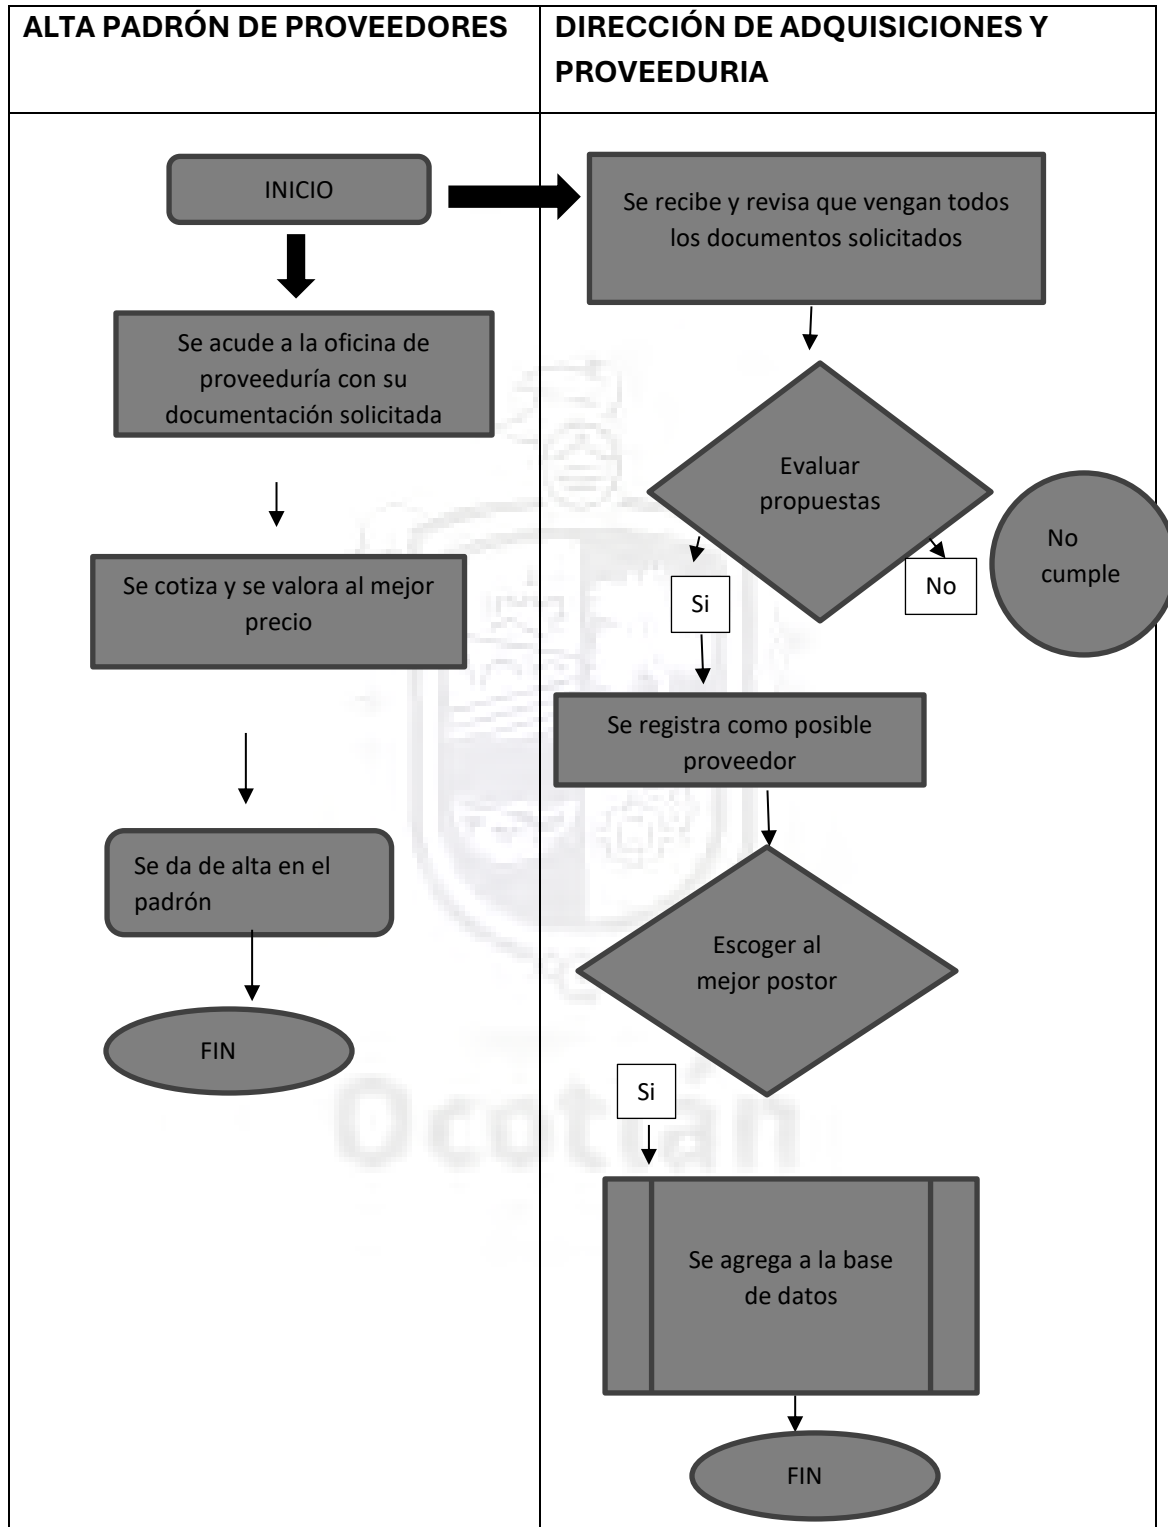 ALTA PADRÓN DE PROVEEDORES
DIRECCIÓN DE ADQUISICIONES Y
PROVEEDURIA
INICIO
Se acude a la oficina de
proveeduría con su
documentación solicitada
Se cotiza y se valora al mejor
precio
Se da de alta en el
padrón
FIN
Se recibe y revisa que vengan todos
los documentos solicitados
Evaluar
propuestas
No
cumple
Si
No
Se registra como posible
proveedor
Escoger al
mejor postor
Si
Se agrega a la base
de datos
FIN
Ocotlán